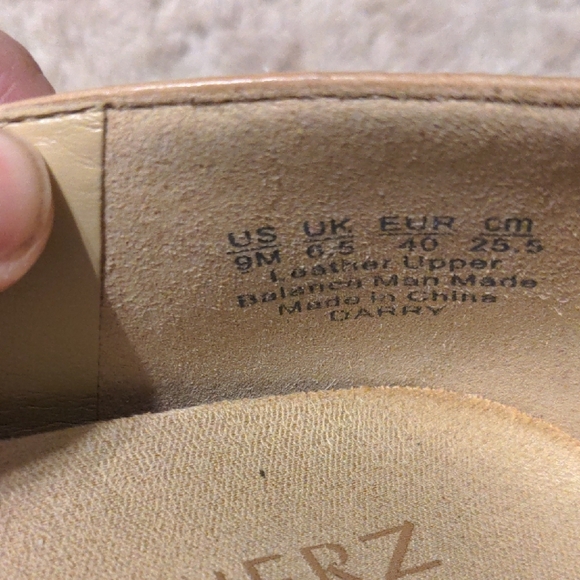 US UK EUR cm
9M 6.5 40 25.5
Leather Upper
Balance Man Made
Made in China
DARRY
ERZ